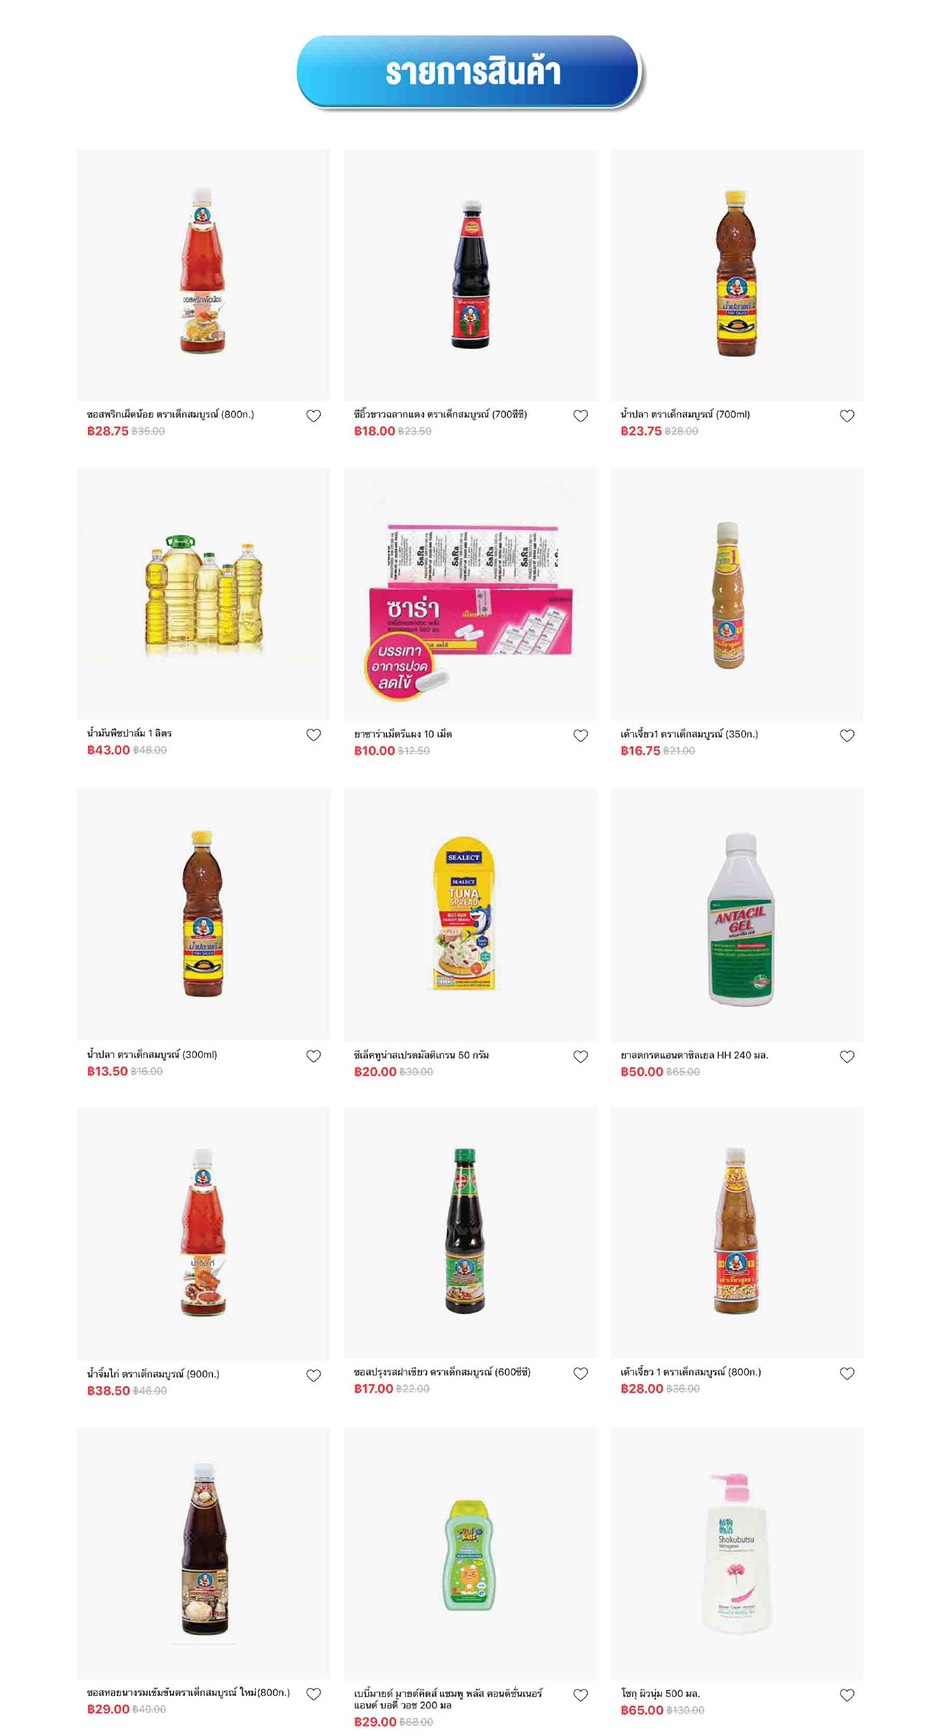 รายการสินค้า
ซอสพริกเผ็ดน้อย ตราเด็กสมบูรณ์ (800ก.)
฿28.75 ฿35.00
ซีอิ๊วขาวฉลากแดง ตราเด็กสมบูรณ์ (700ซีซี)
฿18.00 ฿23.50
น้ำปลา ตราเด็กสมบูรณ์ (700ml)
฿23.75 ฿28.00
SaRa SaRa SaRa SaRa
ซาร่า
บรรเทา
อาการปวด
ลดไข้
น้ำมันพืชปาล์ม 1 ลิตร
฿43.00 ฿48.00
ยาซาร่าเม็ดรีแผง 10 เม็ด
฿10.00 ฿12.50
เต้าเจี้ยว1 ตราเด็กสมบูรณ์ (350ก.)
฿16.75 ฿21.00
SEALECT
SEALECT
TUNA
SPREAD
ANTACIL
GEL
น้ำปลา ตราเด็กสมบูรณ์ (300ml)
฿13.50 ฿16.00
ซีเล็คทูน่าสเปรดมัลติเกรน 50 กรัม
฿20.00 ฿30.00
ยาลดกรดแอนตาซิลเยล HH 240 มล.
฿50.00 ฿65.00
น้ำจิ้มไก่ ตราเด็กสมบูรณ์ (900ก.)
฿38.50 ฿46.00
ซอสปรุงรสฝาเขียว ตราเด็กสมบูรณ์ (600ซีซี)
฿17.00 ฿22.00
เต้าเจี้ยว 1 ตราเด็กสมบูรณ์ (800ก.)
฿28.00 ฿36.00
植物
物語
Shokubutsu
ซอสหอยนางรมเข้มข้นตราเด็กสมบูรณ์ ใหม่(800ก.)
฿29.00 ฿40.00
เบบี้มายด์ มายด์คิดส์ แชมพู พลัส คอนดิชั่นเนอร์
แอนด์ บอดี้ วอช 200 มล
฿29.00 ฿68.00
โชกุ ผิวนุ่ม 500 มล.
฿65.00 ฿130.00